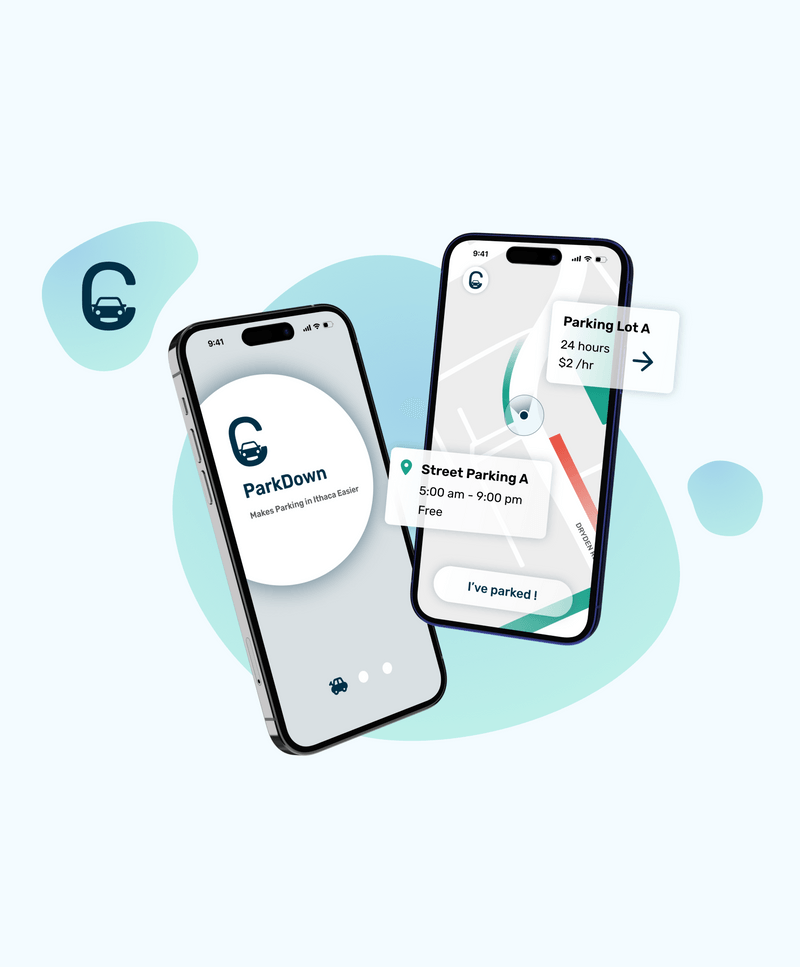 9:41
ParkDown
Makes Parking in Ithaca Easier
9:41
Parking Lot A
24 hours
$2 /hr
Street Parking A
5:00 am - 9:00 pm
Free
DRYDEN R
I've parked !